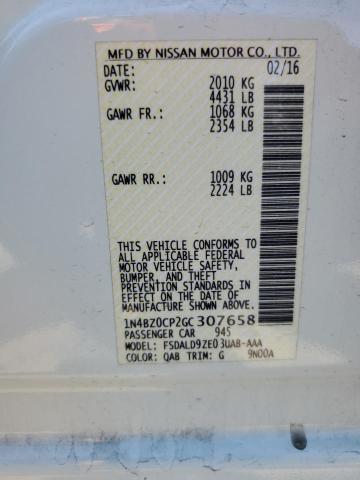 MFD BY NISSAN MOTOR CO., LTD.
DATE: 02/16
GVWR: 2010 KG
4431 LB
GAWR FR.: 1068 KG
2354 LB
GAWR RR.: 1009 KG
2224 LB
THIS VEHICLE CONFORMS TO
ALL APPLICABLE FEDERAL
MOTOR VEHICLE SAFETY,
BUMPER, AND THEFT
PREVENTION STANDARDS IN
EFFECT ON THE DATE OF
MANUFACTURE SHOWN ABOVE.
1N4BZ0CP2GC307658
PASSENGER CAR 945
MODEL: FSDALD9ZE03UAB-AAA
COLOR: QAB TRIM: G 9N00A